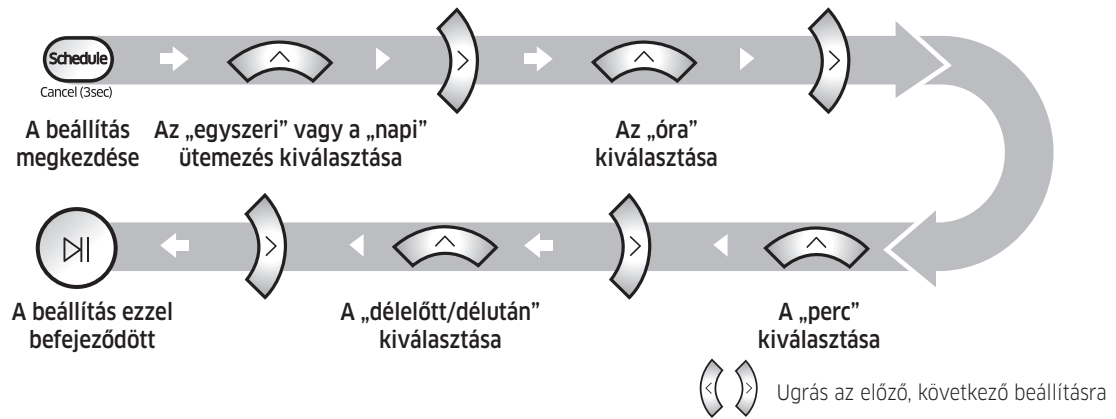 Schedule
Cancel (3sec)
A beállítás
megkezdése
Az „egyszeri” vagy a „napi”
ütemezés kiválasztása
Az „óra”
kiválasztása
A beállítás ezzel
befejeződött
A „délelőtt/délután”
kiválasztása
A „perc”
kiválasztása
Ugrás az előző, következő beállításra